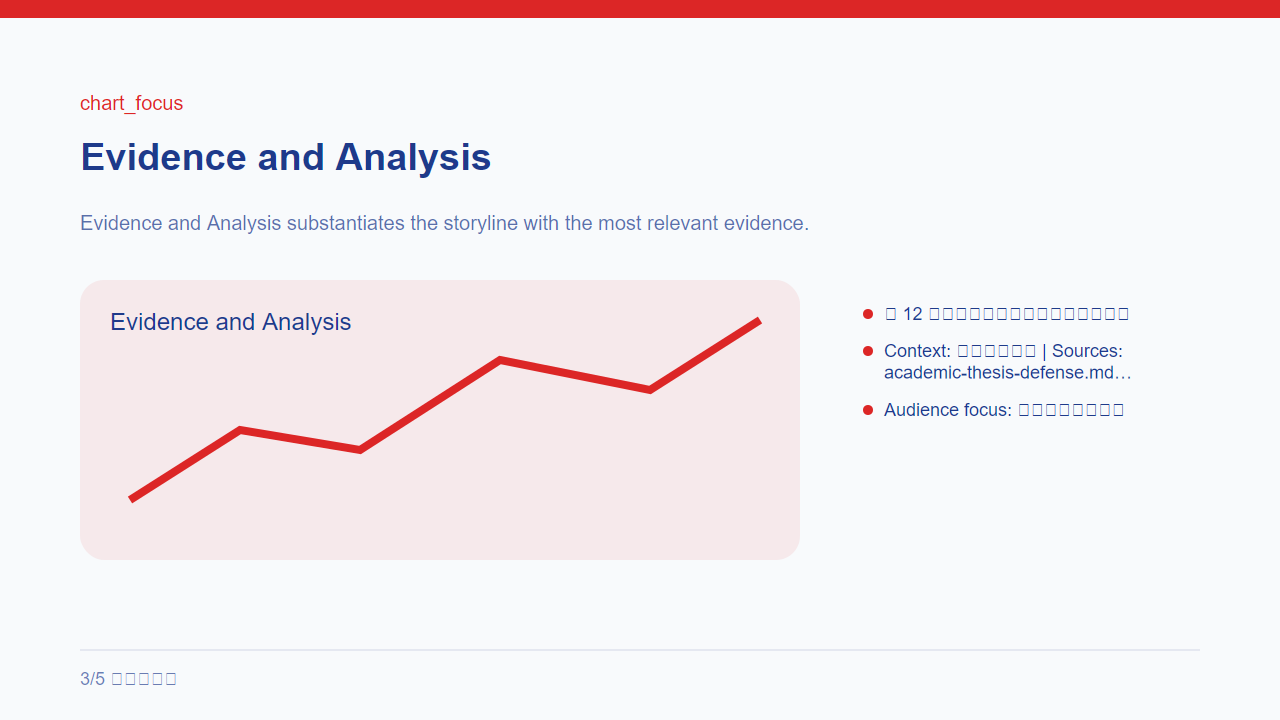 chart_focus
Evidence and Analysis
Evidence and Analysis substantiates the storyline with the most relevant evidence.
Evidence and Analysis
12
Context: | Sources:
academic-thesis-defense.md…
Audience focus:
3/5